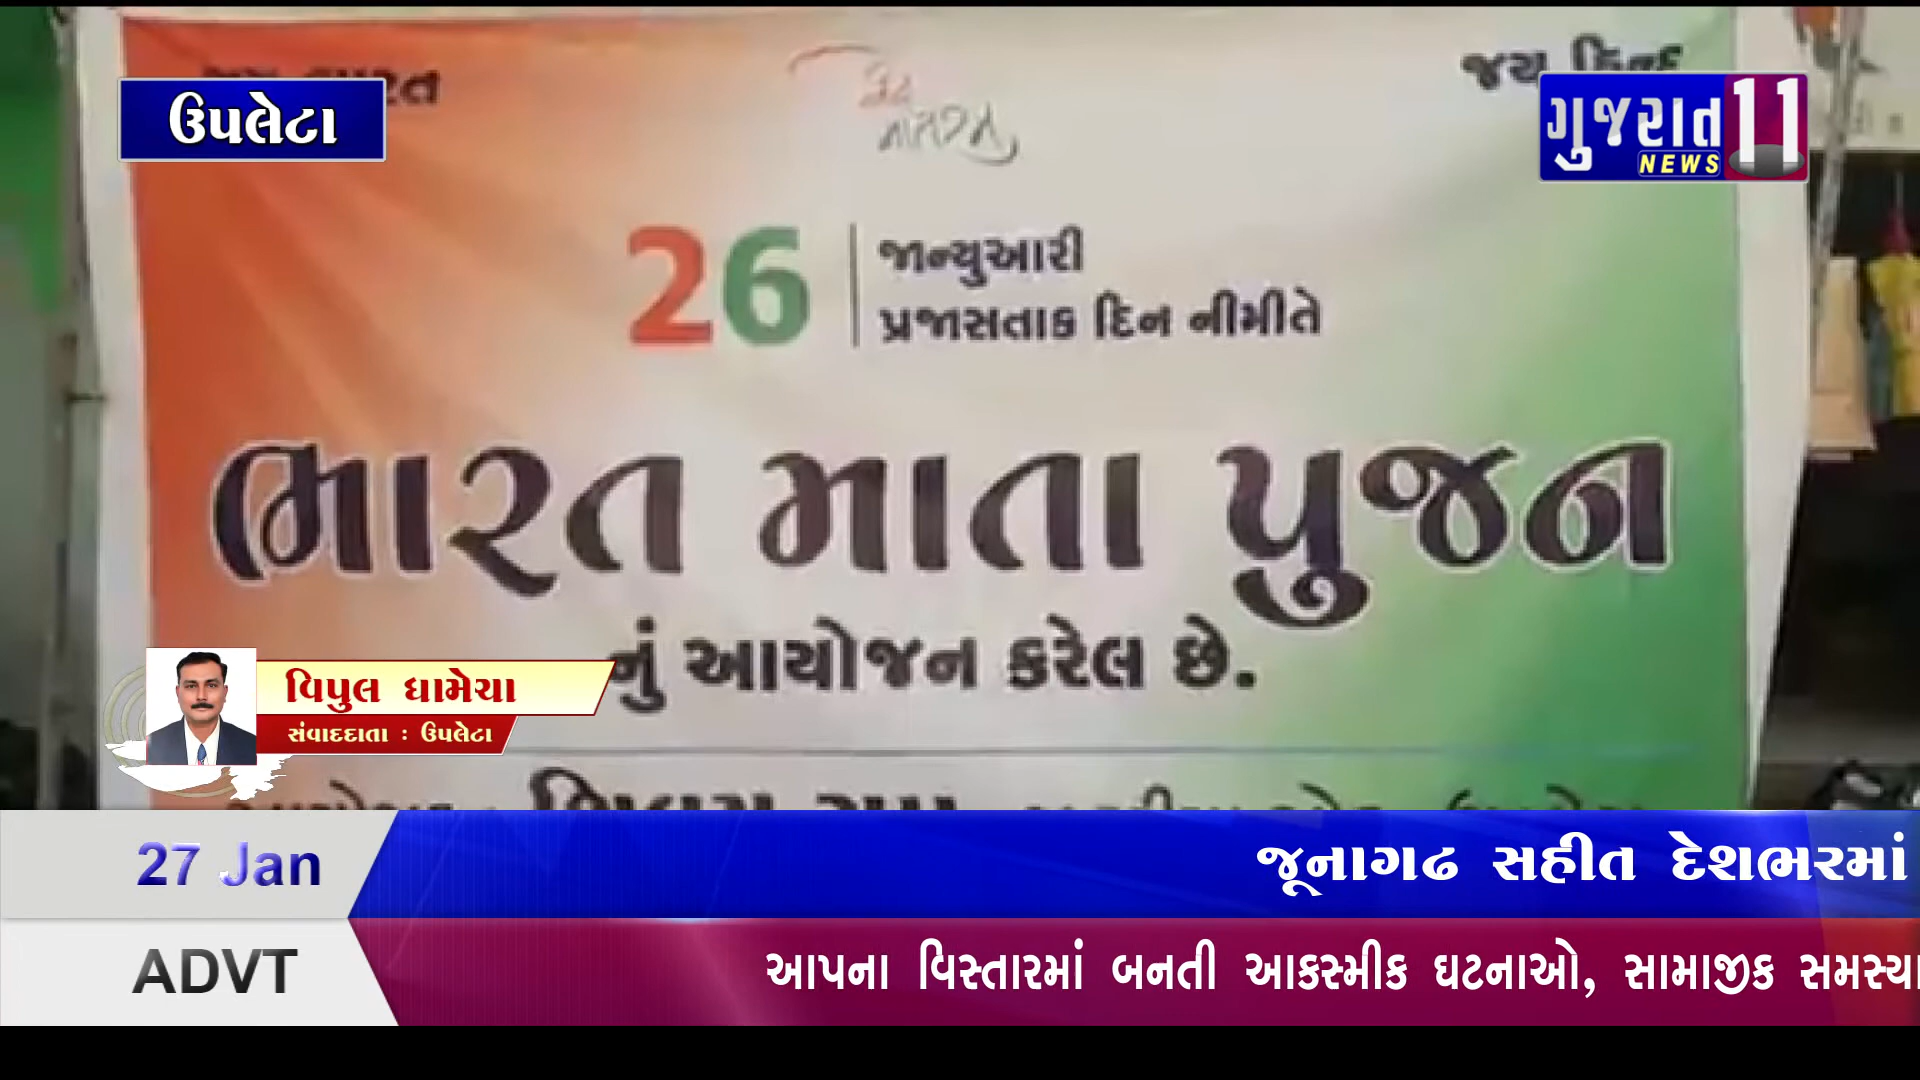 ઉપલેટા
ગુજરાત 11
NEWS
26
જાન્યુઆરી
પ્રજાસતાક દિન નીમીતે
ભારત માતા પુજન
નું આયોજન કરેલ છે.
વિપુલ ધામેચા
સંવાદદાતા : ઉપલેટા
27 Jan
જૂનાગઢ સહીત દેશભરમાં
ADVT
આપના વિસ્તારમાં બનતી આકસ્મીક ઘટનાઓ, સામાજીક સમસ્યા